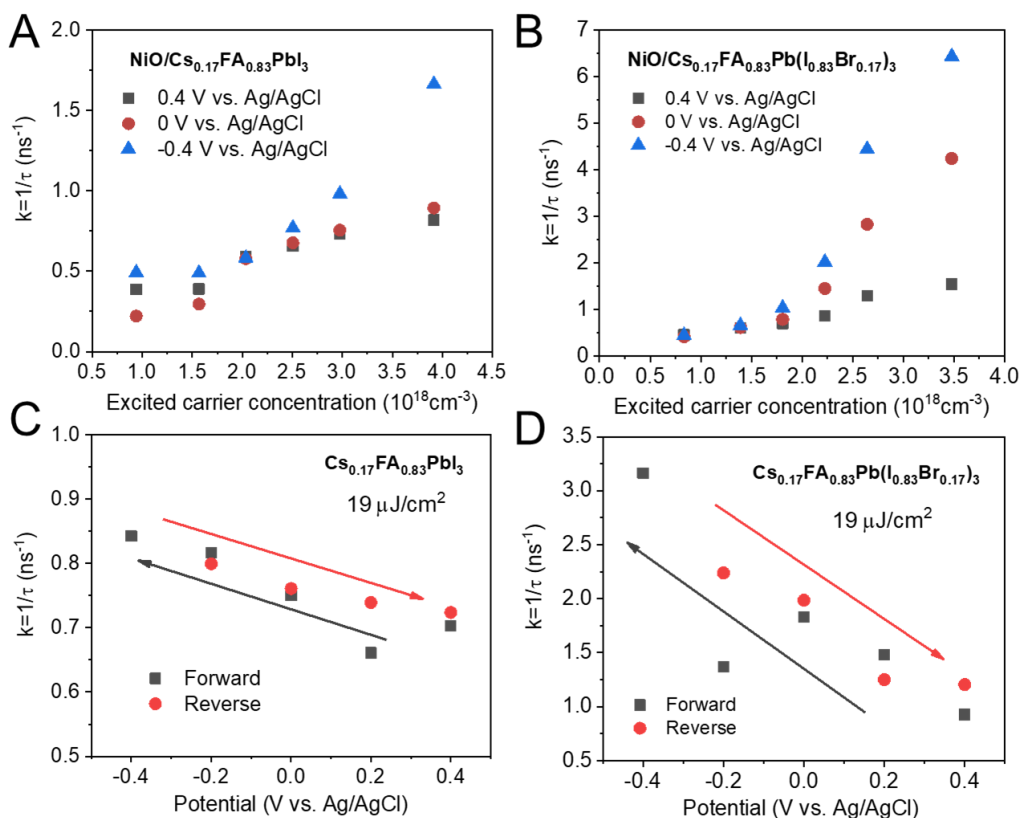 A
NiO/Cs0.17FA0.83PbI3
0.4 V vs. Ag/AgCl
0 V vs. Ag/AgCl
-0.4 V vs. Ag/AgCl
k=1/τ (ns-1)
2.0
1.5
1.0
0.5
0.0
0.5 1.0 1.5 2.0 2.5 3.0 3.5 4.0 4.5
Excited carrier concentration (10^18cm-3)
B
NiO/Cs0.17FA0.83Pb(I0.83Br0.17)3
0.4 V vs. Ag/AgCl
0 V vs. Ag/AgCl
-0.4 V vs. Ag/AgCl
k=1/τ (ns-1)
7
6
5
4
3
2
1
0
0.0 0.5 1.0 1.5 2.0 2.5 3.0 3.5 4.0
Excited carrier concentration (10^18cm-3)
C
Cs0.17FA0.83PbI3
19 μJ/cm2
k=1/τ (ns-1)
1.0
0.9
0.8
0.7
0.6
0.5
Forward
Reverse
-0.4 -0.2 0.0 0.2 0.4
Potential (V vs. Ag/AgCl)
D
Cs0.17FA0.83Pb(I0.83Br0.17)3
19 μJ/cm2
k=1/τ (ns-1)
3.5
3.0
2.5
2.0
1.5
1.0
0.5
Forward
Reverse
-0.4 -0.2 0.0 0.2 0.4
Potential (V vs. Ag/AgCl)